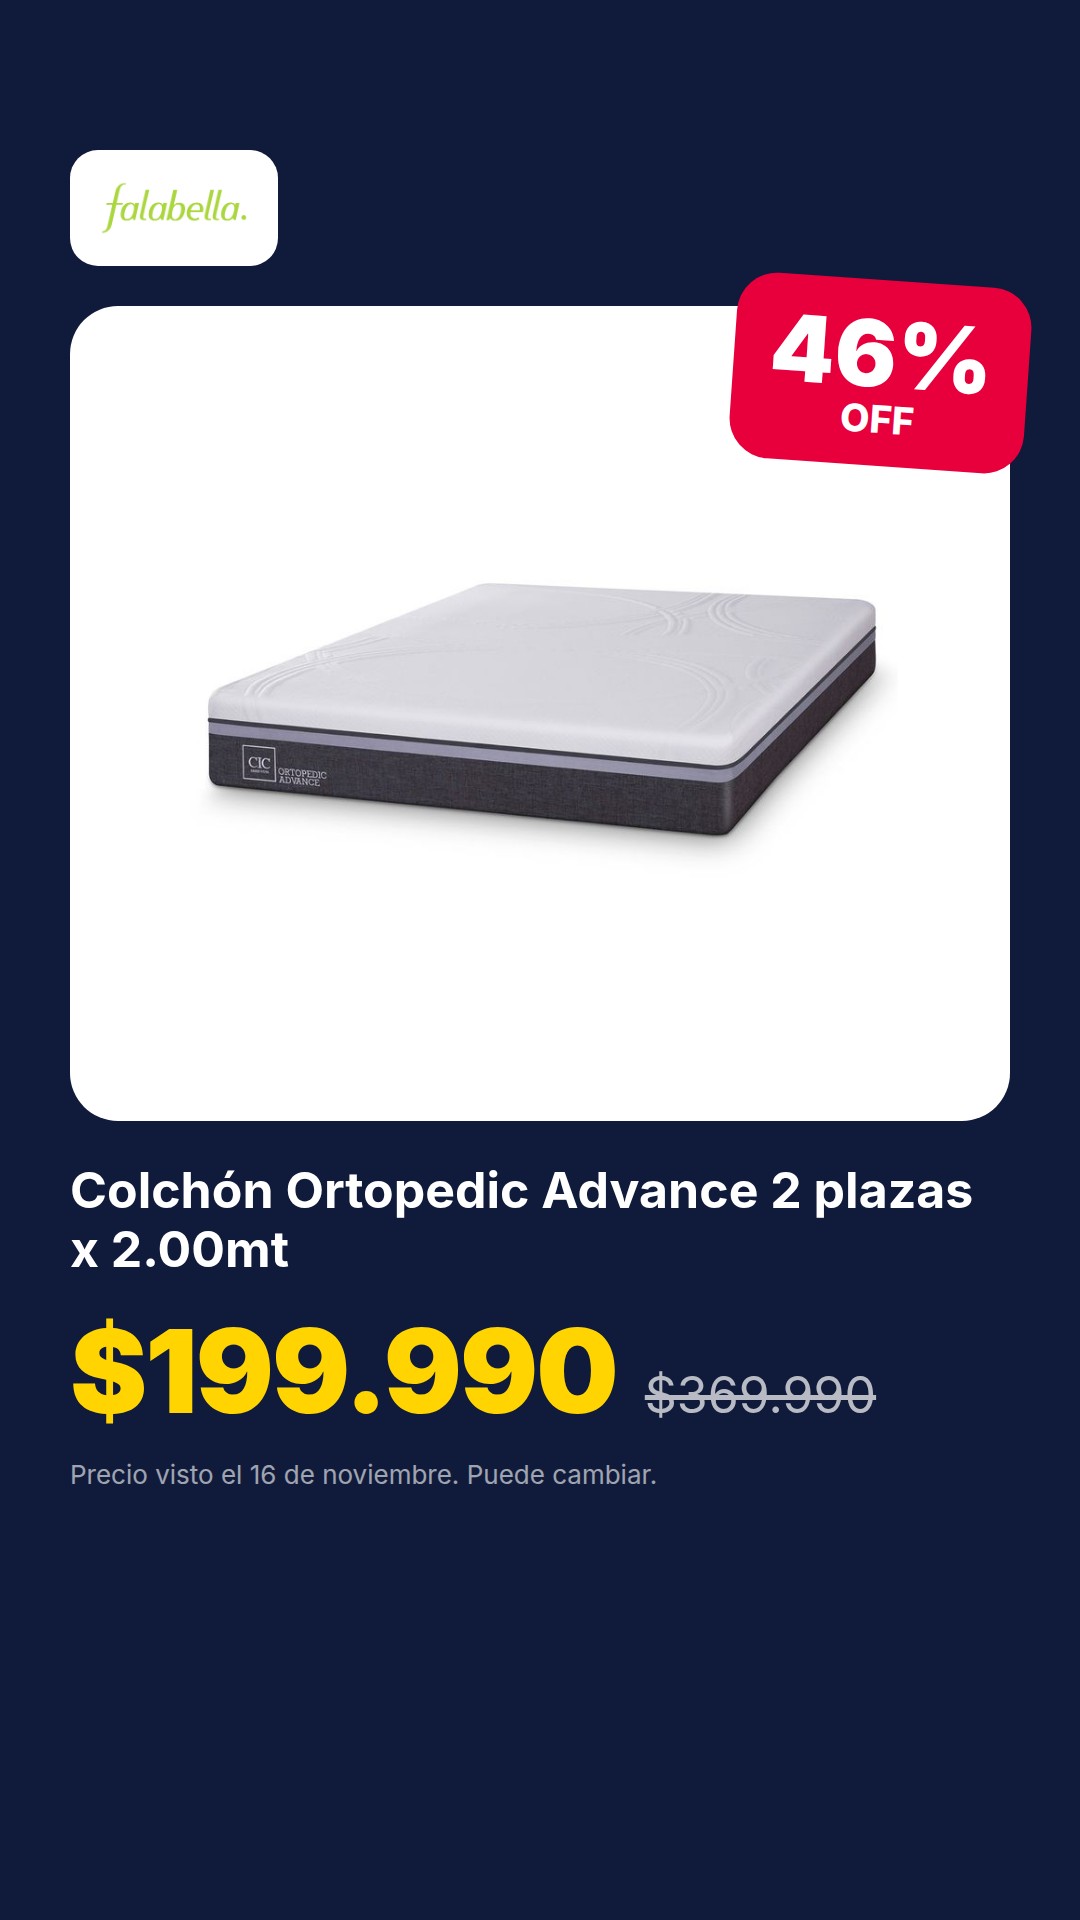 falabella.
46%
OFF
CIC
ORTOPEDIC
ADVANCE
Colchón Ortopedic Advance 2 plazas
x 2.00mt
$199.990 $369.990
Precio visto el 16 de noviembre. Puede cambiar.